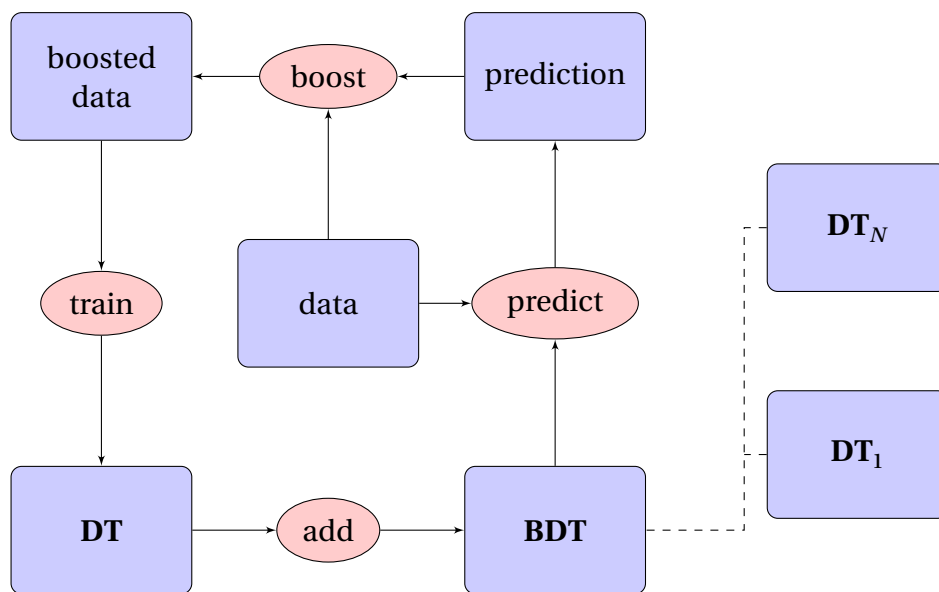 boosted
data
boost
prediction
DT_N
train
data
predict
DT_1
DT
add
BDT